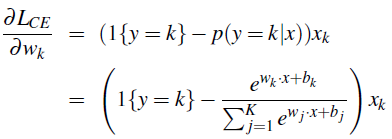 ∂L_CE/∂w_k = (1{y = k} − p(y = k|x))x_k
= (1{y = k} − e^{w_k·x+b_k} / ∑_{j=1}^{K} e^{w_j·x+b_j}) x_k